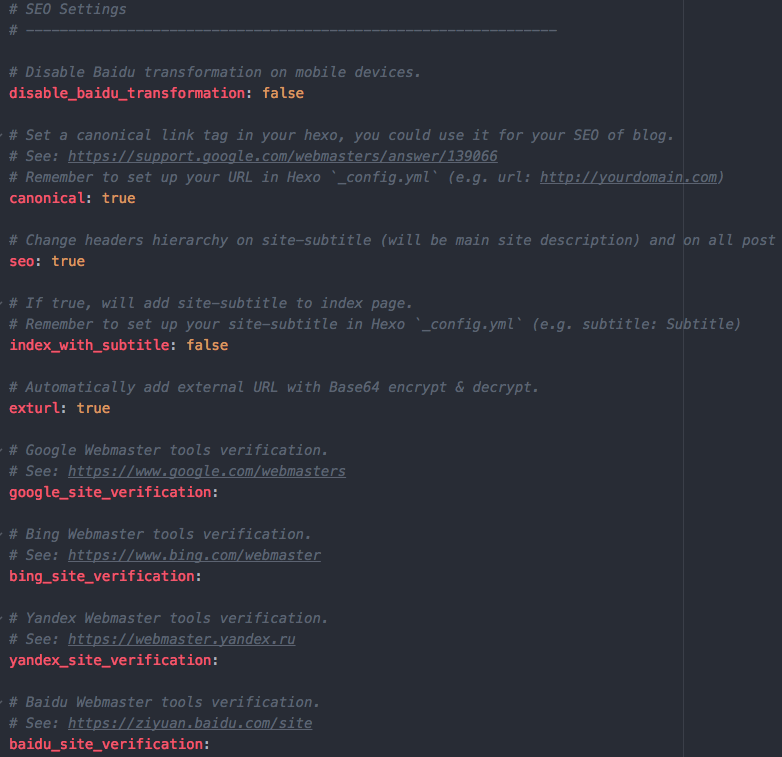 # SEO Settings
# ---------------------------------------------------------------
# Disable Baidu transformation on mobile devices.
disable_baidu_transformation: false
# Set a canonical link tag in your hexo, you could use it for your SEO of blog.
# See: https://support.google.com/webmasters/answer/139066
# Remember to set up your URL in Hexo `_config.yml` (e.g. url: http://yourdomain.com)
canonical: true
# Change headers hierarchy on site-subtitle (will be main site description) and on all post
seo: true
# If true, will add site-subtitle to index page.
# Remember to set up your site-subtitle in Hexo `_config.yml` (e.g. subtitle: Subtitle)
index_with_subtitle: false
# Automatically add external URL with Base64 encrypt & decrypt.
exturl: true
# Google Webmaster tools verification.
# See: https://www.google.com/webmasters
google_site_verification:
# Bing Webmaster tools verification.
# See: https://www.bing.com/webmaster
bing_site_verification:
# Yandex Webmaster tools verification.
# See: https://webmaster.yandex.ru
yandex_site_verification:
# Baidu Webmaster tools verification.
# See: https://ziyuan.baidu.com/site
baidu_site_verification: